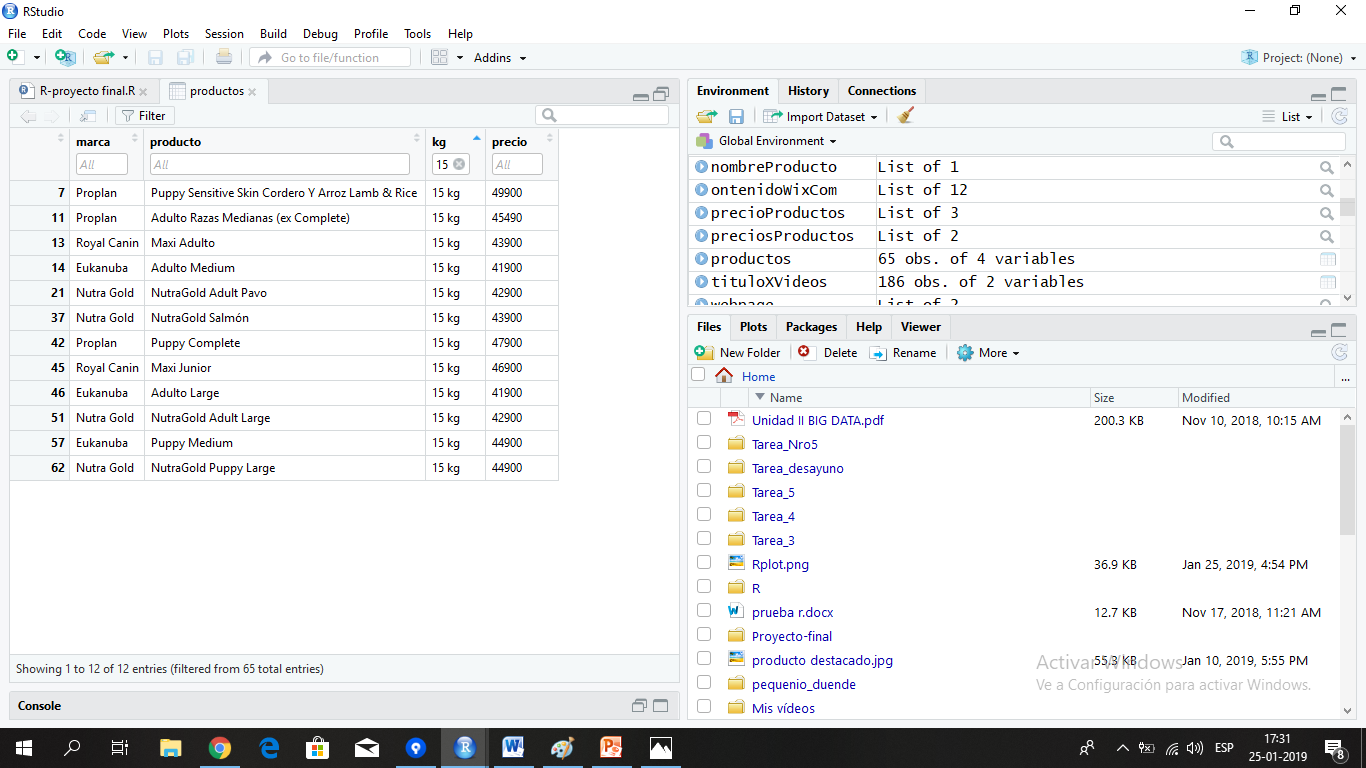 RStudio
File Edit Code View Plots Session Build Debug Profile Tools Help
Go to file/function Addins Project: (None)
R-proyecto final.R productos
Filter
marca producto kg precio
All All 15 All
7 Proplan Puppy Sensitive Skin Cordero Y Arroz Lamb & Rice 15 kg 49900
11 Proplan Adulto Razas Medianas (ex Complete) 15 kg 45490
13 Royal Canin Maxi Adulto 15 kg 43900
14 Eukanuba Adulto Medium 15 kg 41900
21 Nutra Gold NutraGold Adult Pavo 15 kg 42900
37 Nutra Gold NutraGold Salmón 15 kg 43900
42 Proplan Puppy Complete 15 kg 47900
45 Royal Canin Maxi Junior 15 kg 46900
46 Eukanuba Adulto Large 15 kg 41900
51 Nutra Gold NutraGold Adult Large 15 kg 42900
57 Eukanuba Puppy Medium 15 kg 44900
62 Nutra Gold NutraGold Puppy Large 15 kg 44900
Showing 1 to 12 of 12 entries (filtered from 65 total entries)
Console
Environment History Connections
Import Dataset List
Global Environment
nombreProducto List of 1
ontenidoWixCom List of 12
precioProductos List of 3
preciosProductos List of 2
productos 65 obs. of 4 variables
tituloXVideos 186 obs. of 2 variables
webpage List of 2
Files Plots Packages Help Viewer
New Folder Delete Rename More
Home ...
Name Size Modified
Unidad II BIG DATA.pdf 200.3 KB Nov 10, 2018, 10:15 AM
Tarea_Nro5
Tarea_desayuno
Tarea_5
Tarea_4
Tarea_3
Rplot.png 36.9 KB Jan 25, 2019, 4:54 PM
R
prueba r.docx 12.7 KB Nov 17, 2018, 11:21 AM
Proyecto-final
producto destacado.jpg 55.3 KB Jan 10, 2019, 5:55 PM
pequenio_duende
Mis vídeos
Activar Windows
Ve a Configuración para activar Windows.
ESP 17:31
25-01-2019 8